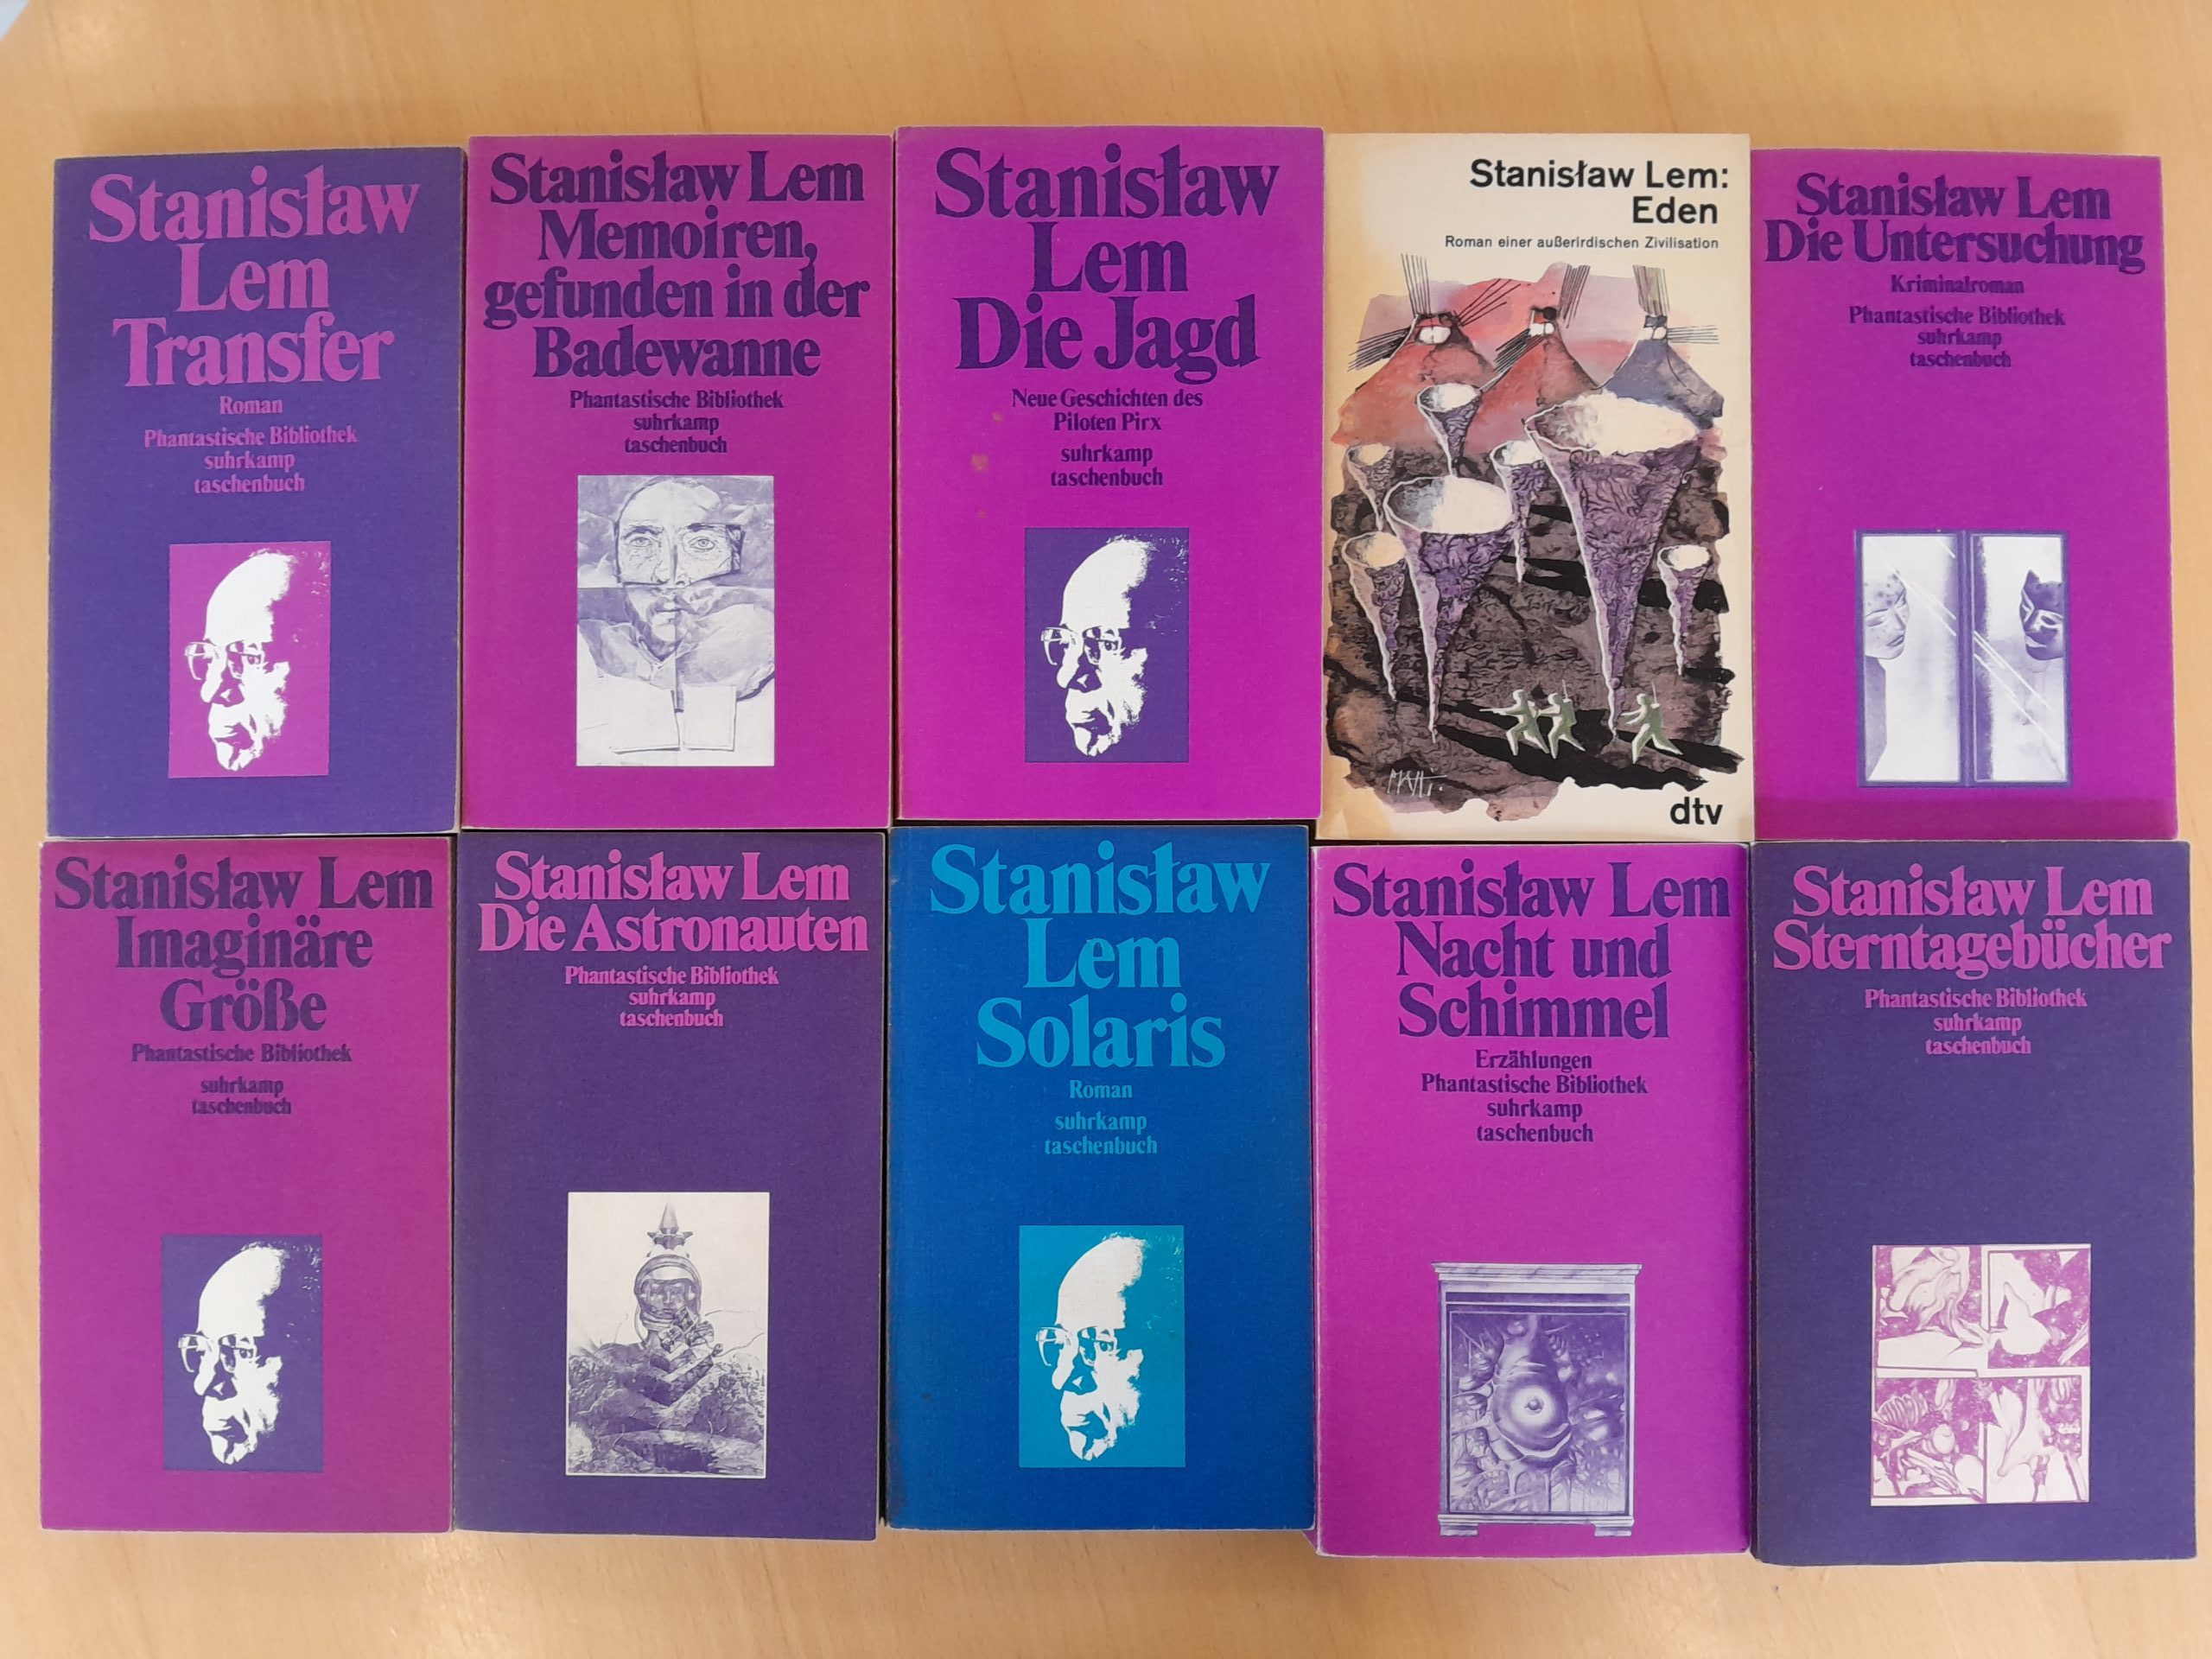 Stanisław
Lem
Transfer
Roman
Phantastische Bibliothek
suhrkamp
taschenbuch
Stanisław Lem
Memoiren,
gefunden in der
Badewanne
Phantastische Bibliothek
suhrkamp
taschenbuch
Stanisław
Lem
Die Jagd
Neue Geschichten des
Piloten Pirx
suhrkamp
taschenbuch
Stanisław Lem:
Eden
Roman einer außerirdischen Zivilisation
dtv
Stanisław Lem
Die Untersuchung
Kriminalroman
Phantastische Bibliothek
suhrkamp
taschenbuch
Stanisław Lem
Imaginäre
Größe
Phantastische Bibliothek
suhrkamp
taschenbuch
Stanisław Lem
Die Astronauten
Phantastische Bibliothek
suhrkamp
taschenbuch
Stanisław
Lem
Solaris
Roman
suhrkamp
taschenbuch
Stanisław Lem
Nacht und
Schimmel
Erzählungen
Phantastische Bibliothek
suhrkamp
taschenbuch
Stanisław Lem
Sterntagebücher
Phantastische Bibliothek
suhrkamp
taschenbuch